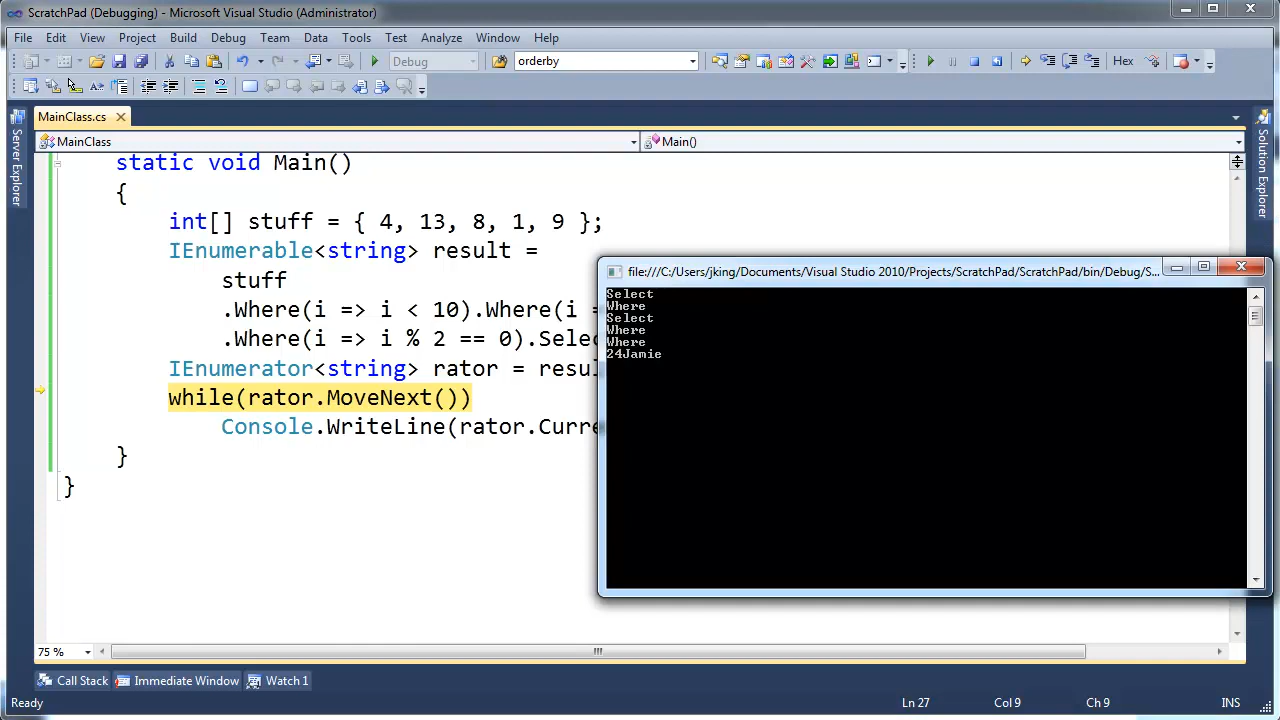 ScratchPad (Debugging) - Microsoft Visual Studio (Administrator)
File Edit View Project Build Debug Team Data Tools Test Analyze Window Help
Debug orderby Hex
MainClass.cs
MainClass Main()
Server Explorer
Solution Explorer
static void Main()
{
int[] stuff = { 4, 13, 8, 1, 9 };
IEnumerable<string> result =
stuff
.Where(i => i < 10).Where(i =
.Where(i => i % 2 == 0).Selec
IEnumerator<string> rator = resul
while(rator.MoveNext())
Console.WriteLine(rator.Curre
}
}
file:///C:/Users/jking/Documents/Visual Studio 2010/Projects/ScratchPad/ScratchPad/bin/Debug/S...
Select
Where
Select
Where
Where
24Jamie
75 %
Call Stack Immediate Window Watch 1
Ready Ln 27 Col 9 Ch 9 INS